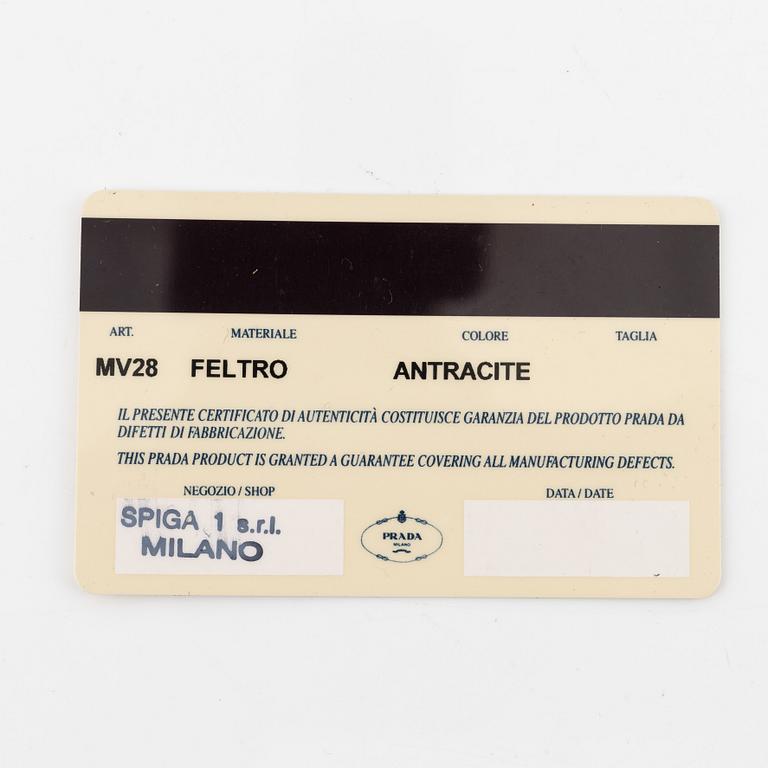 ART. MATERIALE COLORE TAGLIA
MV28 FELTRO ANTRACITE
IL PRESENTE CERTIFICATO DI AUTENTICITÀ COSTITUISCE GARANZIA DEL PRODOTTO PRADA DA
DIFETTI DI FABBRICAZIONE.
THIS PRADA PRODUCT IS GRANTED A GUARANTEE COVERING ALL MANUFACTURING DEFECTS.
NEGOZIO / SHOP DATA / DATE
SPIGA 1 s.r.l.
MILANO
PRADA
MILANO